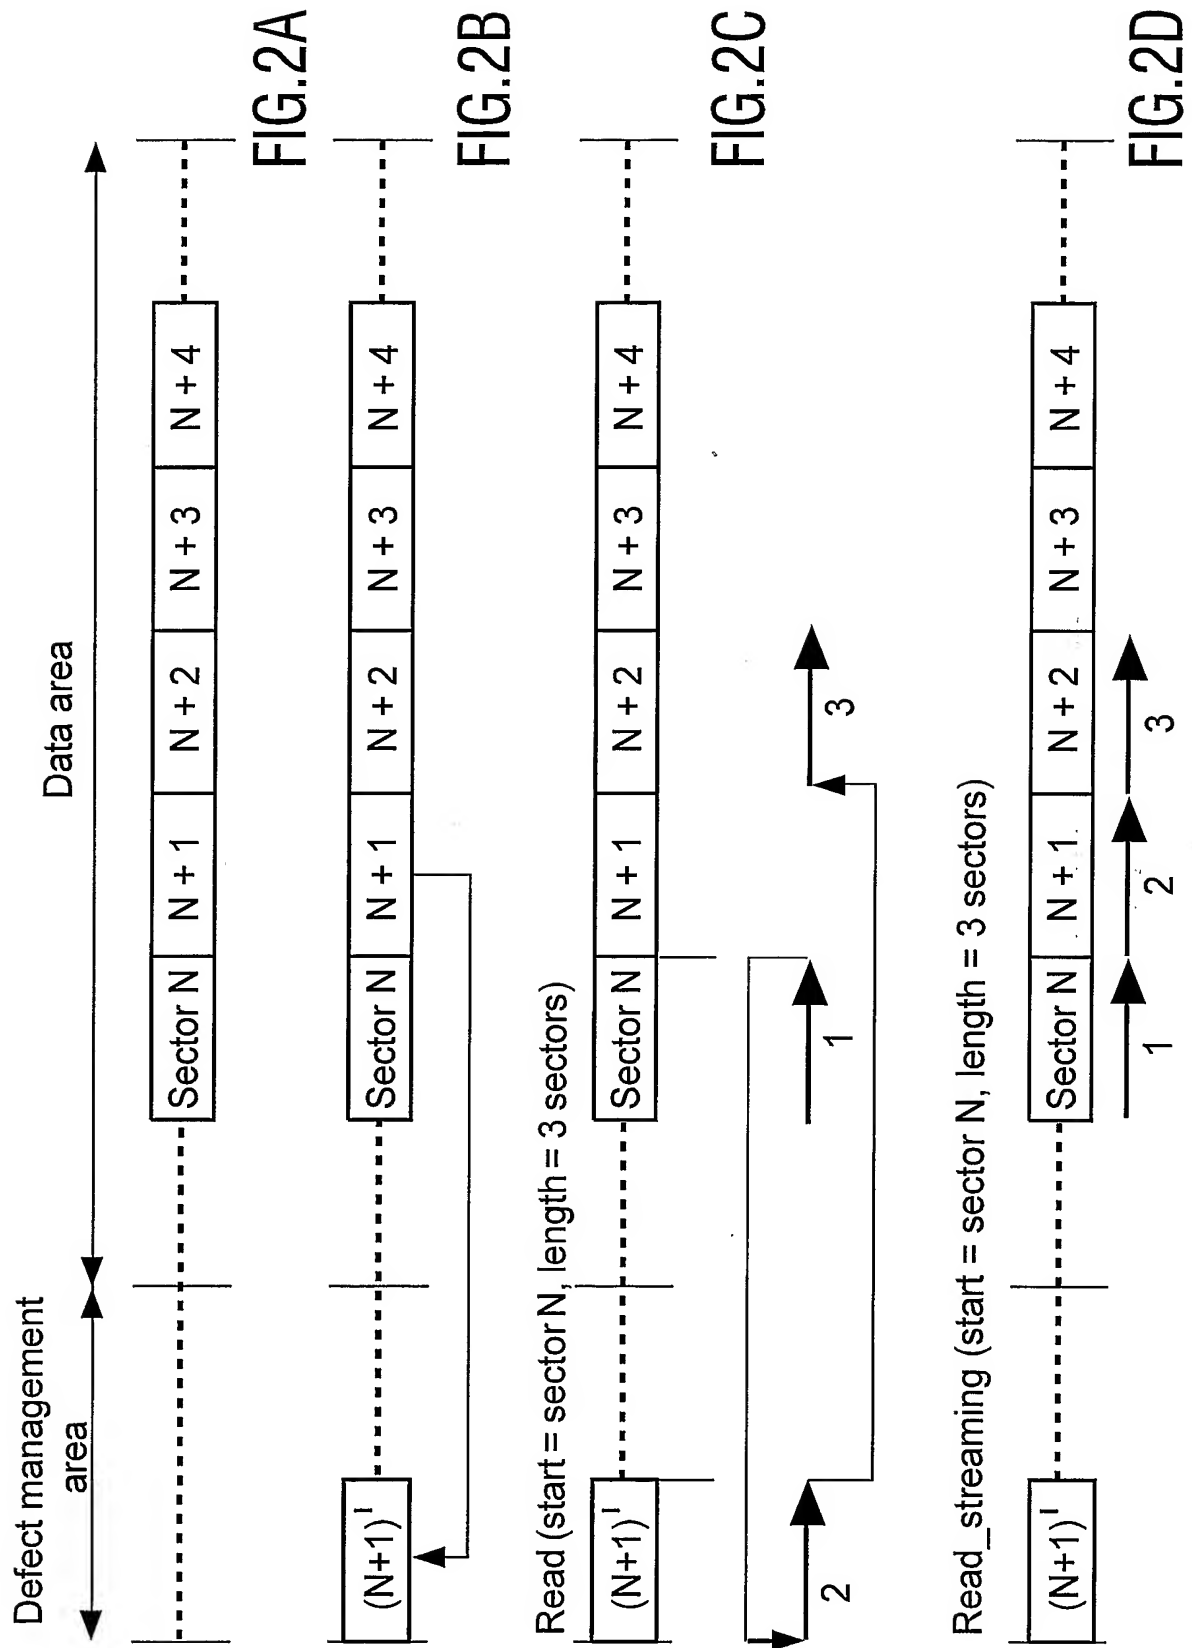 Defect management
area
Data area
Sector N
N + 1
N + 2
N + 3
N + 4
FIG.2A
(N+1)'
Sector N
N + 1
N + 2
N + 3
N + 4
FIG.2B
Read (start = sector N, length = 3 sectors)
(N+1)'
Sector N
N + 1
N + 2
N + 3
N + 4
2
1
3
FIG.2C
Read_streaming (start = sector N, length = 3 sectors)
(N+1)'
Sector N
N + 1
N + 2
N + 3
N + 4
1
2
3
FIG.2D